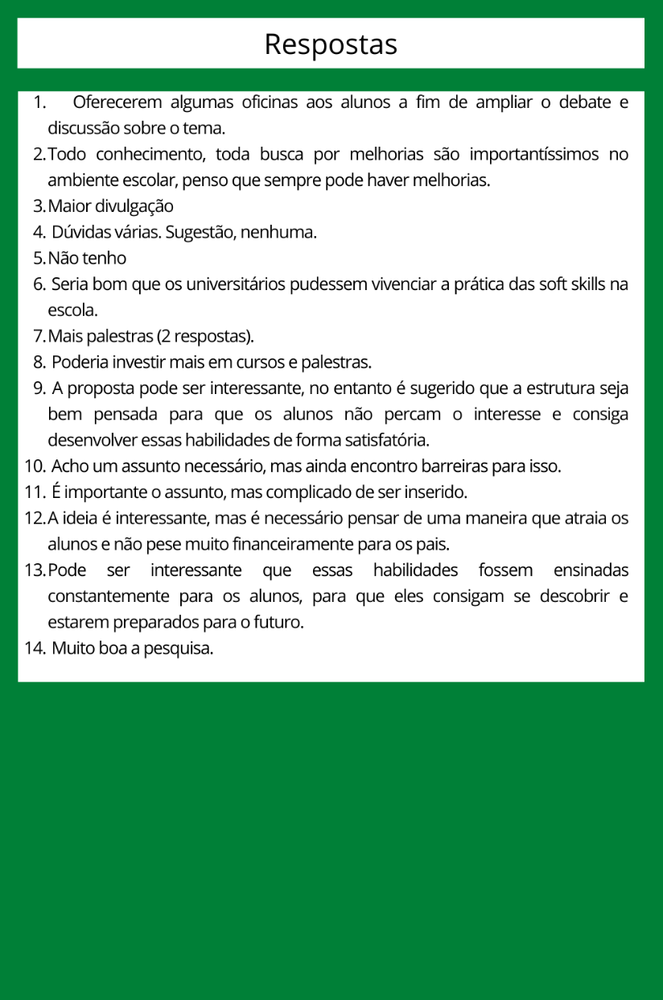 Respostas
1. Oferecerem algumas oficinas aos alunos a fim de ampliar o debate e
discussão sobre o tema.
2. Todo conhecimento, toda busca por melhorias são importantíssimos no
ambiente escolar, penso que sempre pode haver melhorias.
3. Maior divulgação
4. Dúvidas várias. Sugestão, nenhuma.
5. Não tenho
6. Seria bom que os universitários pudessem vivenciar a prática das soft skills na
escola.
7. Mais palestras (2 respostas).
8. Poderia investir mais em cursos e palestras.
9. A proposta pode ser interessante, no entanto é sugerido que a estrutura seja
bem pensada para que os alunos não percam o interesse e consiga
desenvolver essas habilidades de forma satisfatória.
10. Acho um assunto necessário, mas ainda encontro barreiras para isso.
11. É importante o assunto, mas complicado de ser inserido.
12. A ideia é interessante, mas é necessário pensar de uma maneira que atraia os
alunos e não pese muito financeiramente para os pais.
13. Pode ser interessante que essas habilidades fossem ensinadas
constantemente para os alunos, para que eles consigam se descobrir e
estarem preparados para o futuro.
14. Muito boa a pesquisa.